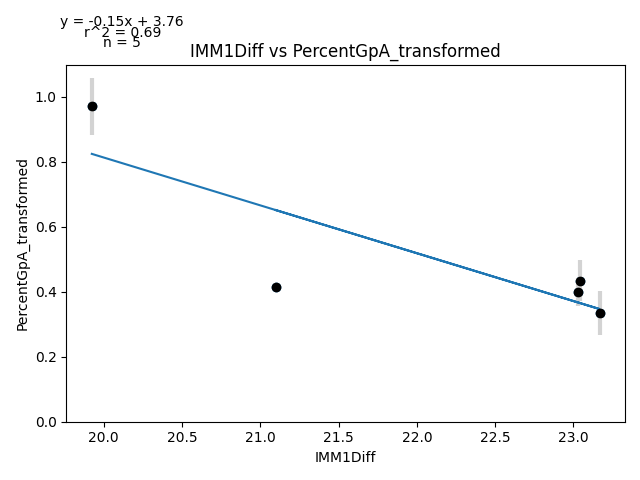 y = -0.15x + 3.76
r^2 = 0.69
n = 5
IMM1Diff vs PercentGpA_transformed
1.0
0.8
0.6
0.4
0.2
0.0
PercentGpA_transformed
20.0 20.5 21.0 21.5 22.0 22.5 23.0
IMM1Diff